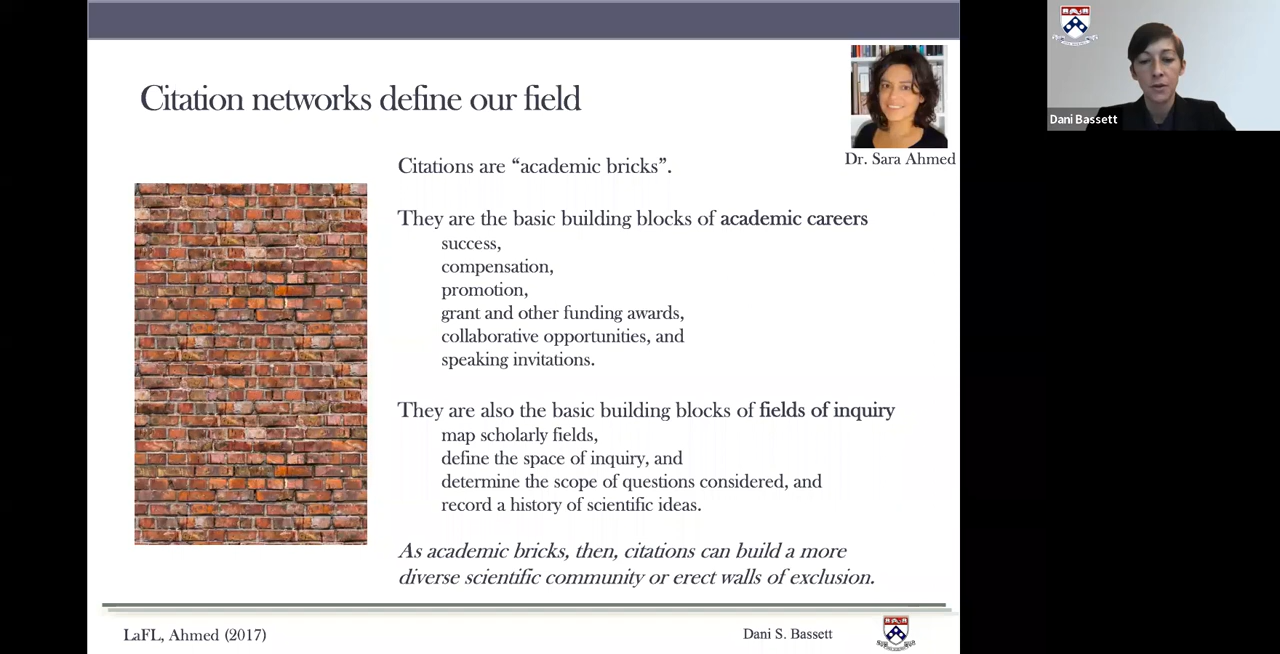 Citation networks define our field
Dr. Sara Ahmed
Citations are “academic bricks”.
They are the basic building blocks of academic careers
success,
compensation,
promotion,
grant and other funding awards,
collaborative opportunities, and
speaking invitations.
They are also the basic building blocks of fields of inquiry
map scholarly fields,
define the space of inquiry, and
determine the scope of questions considered, and
record a history of scientific ideas.
As academic bricks, then, citations can build a more
diverse scientific community or erect walls of exclusion.
LaFL, Ahmed (2017)
Dani S. Bassett
Dani Bassett